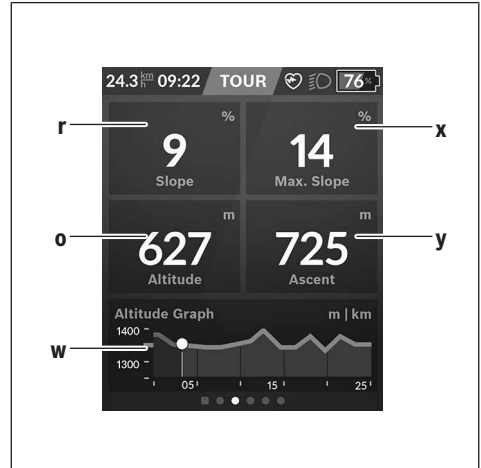 24.3 km/h 09:22 TOUR 76%
r % % x
9 14
Slope Max. Slope
m m
o 627 725 y
Altitude Ascent
Altitude Graph m | km
1400
w
1300
05 15 25